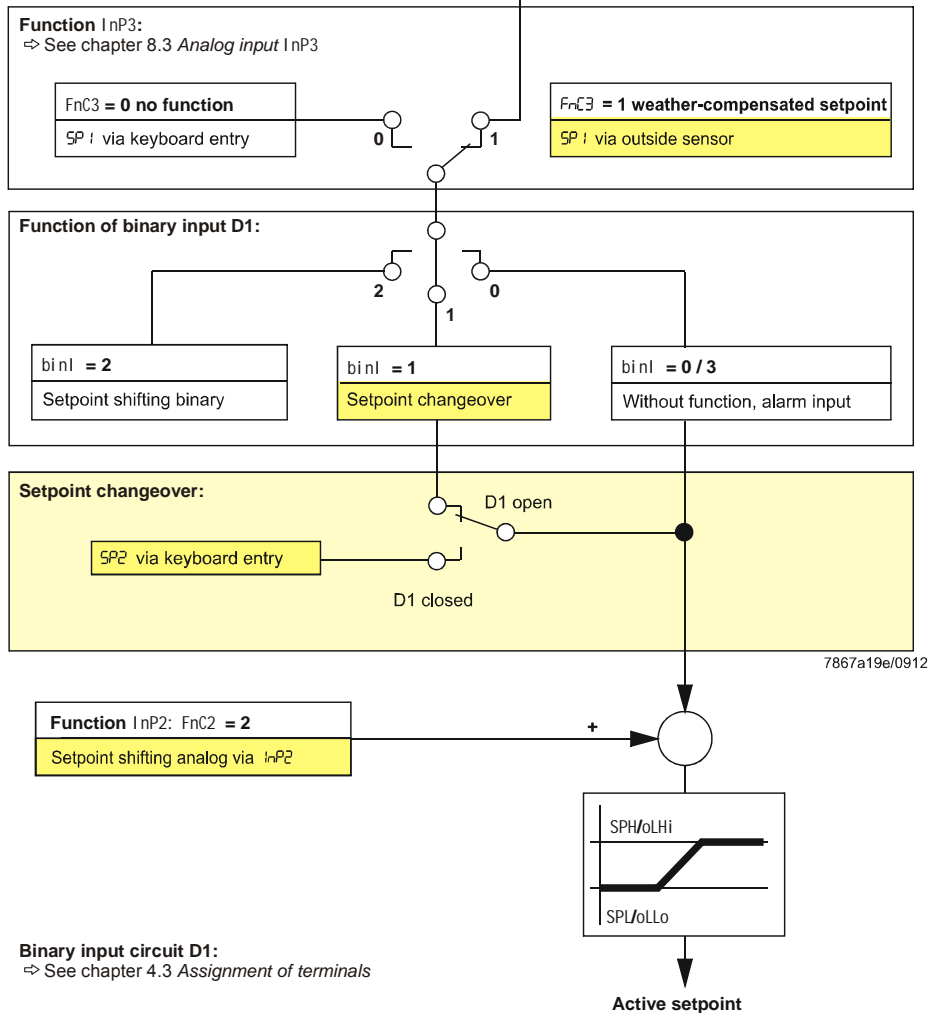 Function InP3:
⇨ See chapter 8.3 Analog input InP3
FnC3 = 0 no function
SP1 via keyboard entry
0
1
FnC3 = 1 weather-compensated setpoint
SP1 via outside sensor
Function of binary input D1:
2
0
1
binI = 2
Setpoint shifting binary
binI = 1
Setpoint changeover
binI = 0 / 3
Without function, alarm input
Setpoint changeover:
D1 open
SP2 via keyboard entry
D1 closed
7867a19e/0912
Function InP2: FnC2 = 2
Setpoint shifting analog via InP2
+
SPH/oLHi
SPL/oLLo
Binary input circuit D1:
⇨ See chapter 4.3 Assignment of terminals
Active setpoint